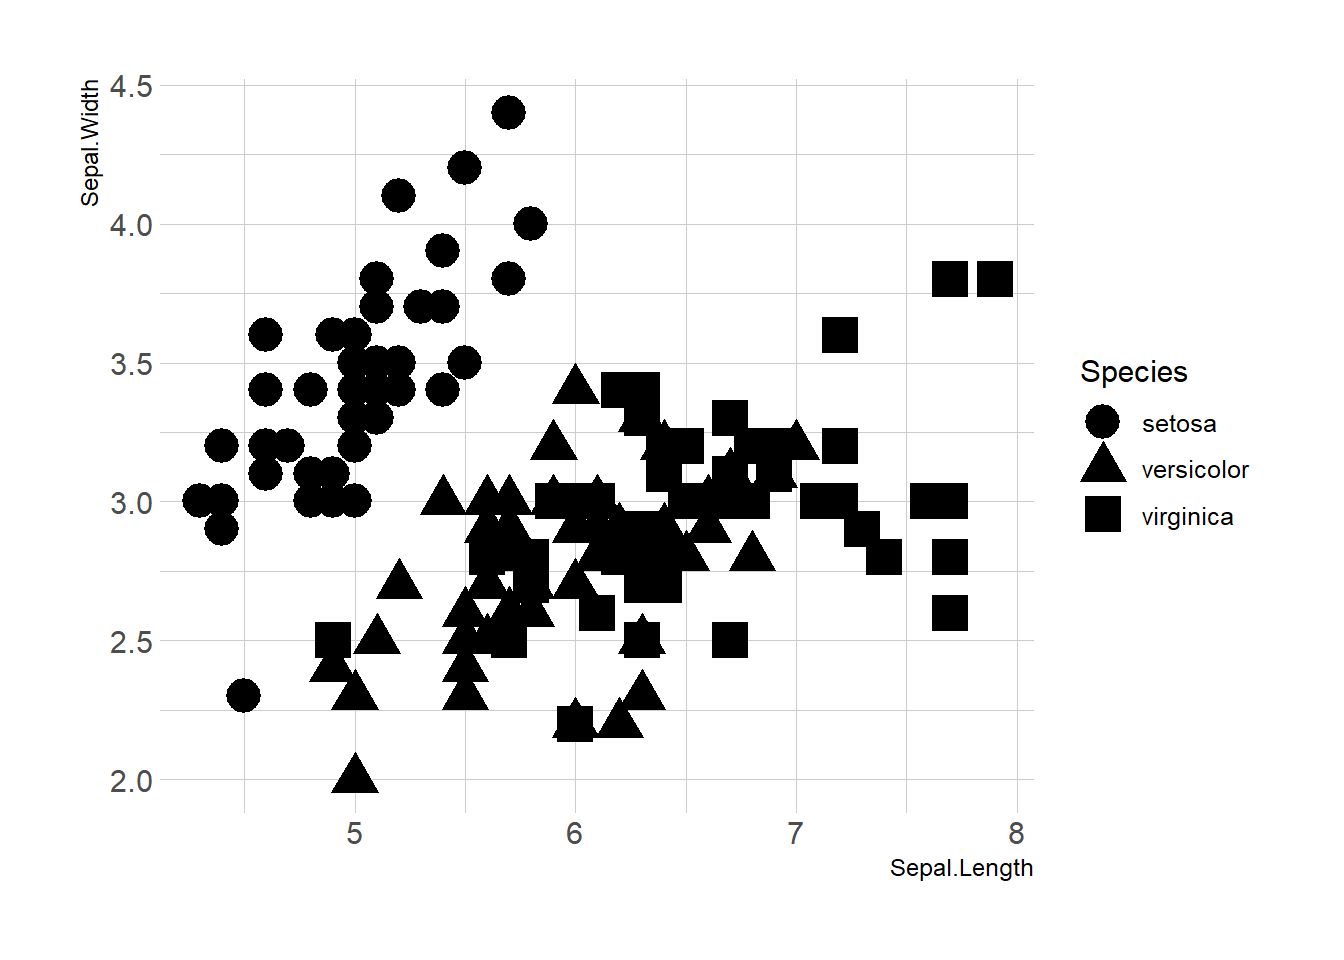 Sepal.Width
4.5
4.0
3.5
3.0
2.5
2.0
5 6 7 8
Sepal.Length
Species
setosa
versicolor
virginica